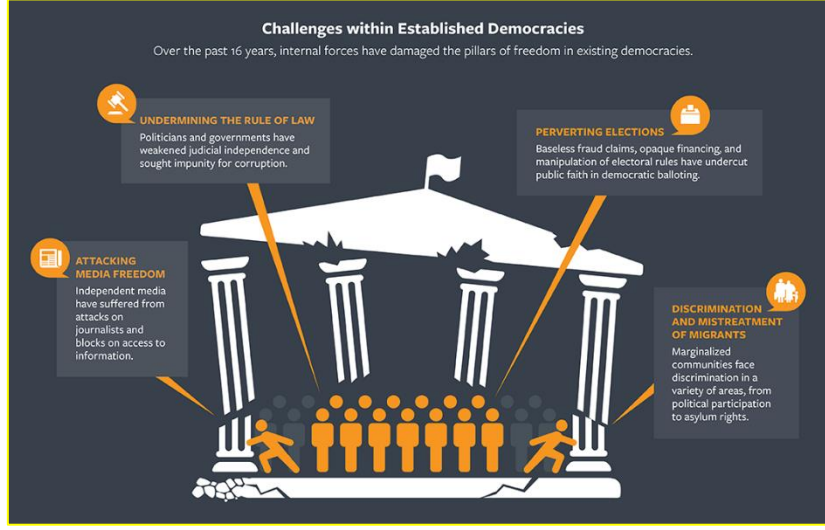 Challenges within Established Democracies
Over the past 16 years, internal forces have damaged the pillars of freedom in existing democracies.
UNDERMINING THE RULE OF LAW
Politicians and governments have
weakened judicial independence and
sought impunity for corruption.
PERVERTING ELECTIONS
Baseless fraud claims, opaque financing, and
manipulation of electoral rules have undercut
public faith in democratic balloting.
ATTACKING
MEDIA FREEDOM
Independent media
have suffered from
attacks on
journalists and
blocks on access to
information.
DISCRIMINATION
AND MISTREATMENT
OF MIGRANTS
Marginalized
communities face
discrimination in a
variety of areas, from
political participation
to asylum rights.